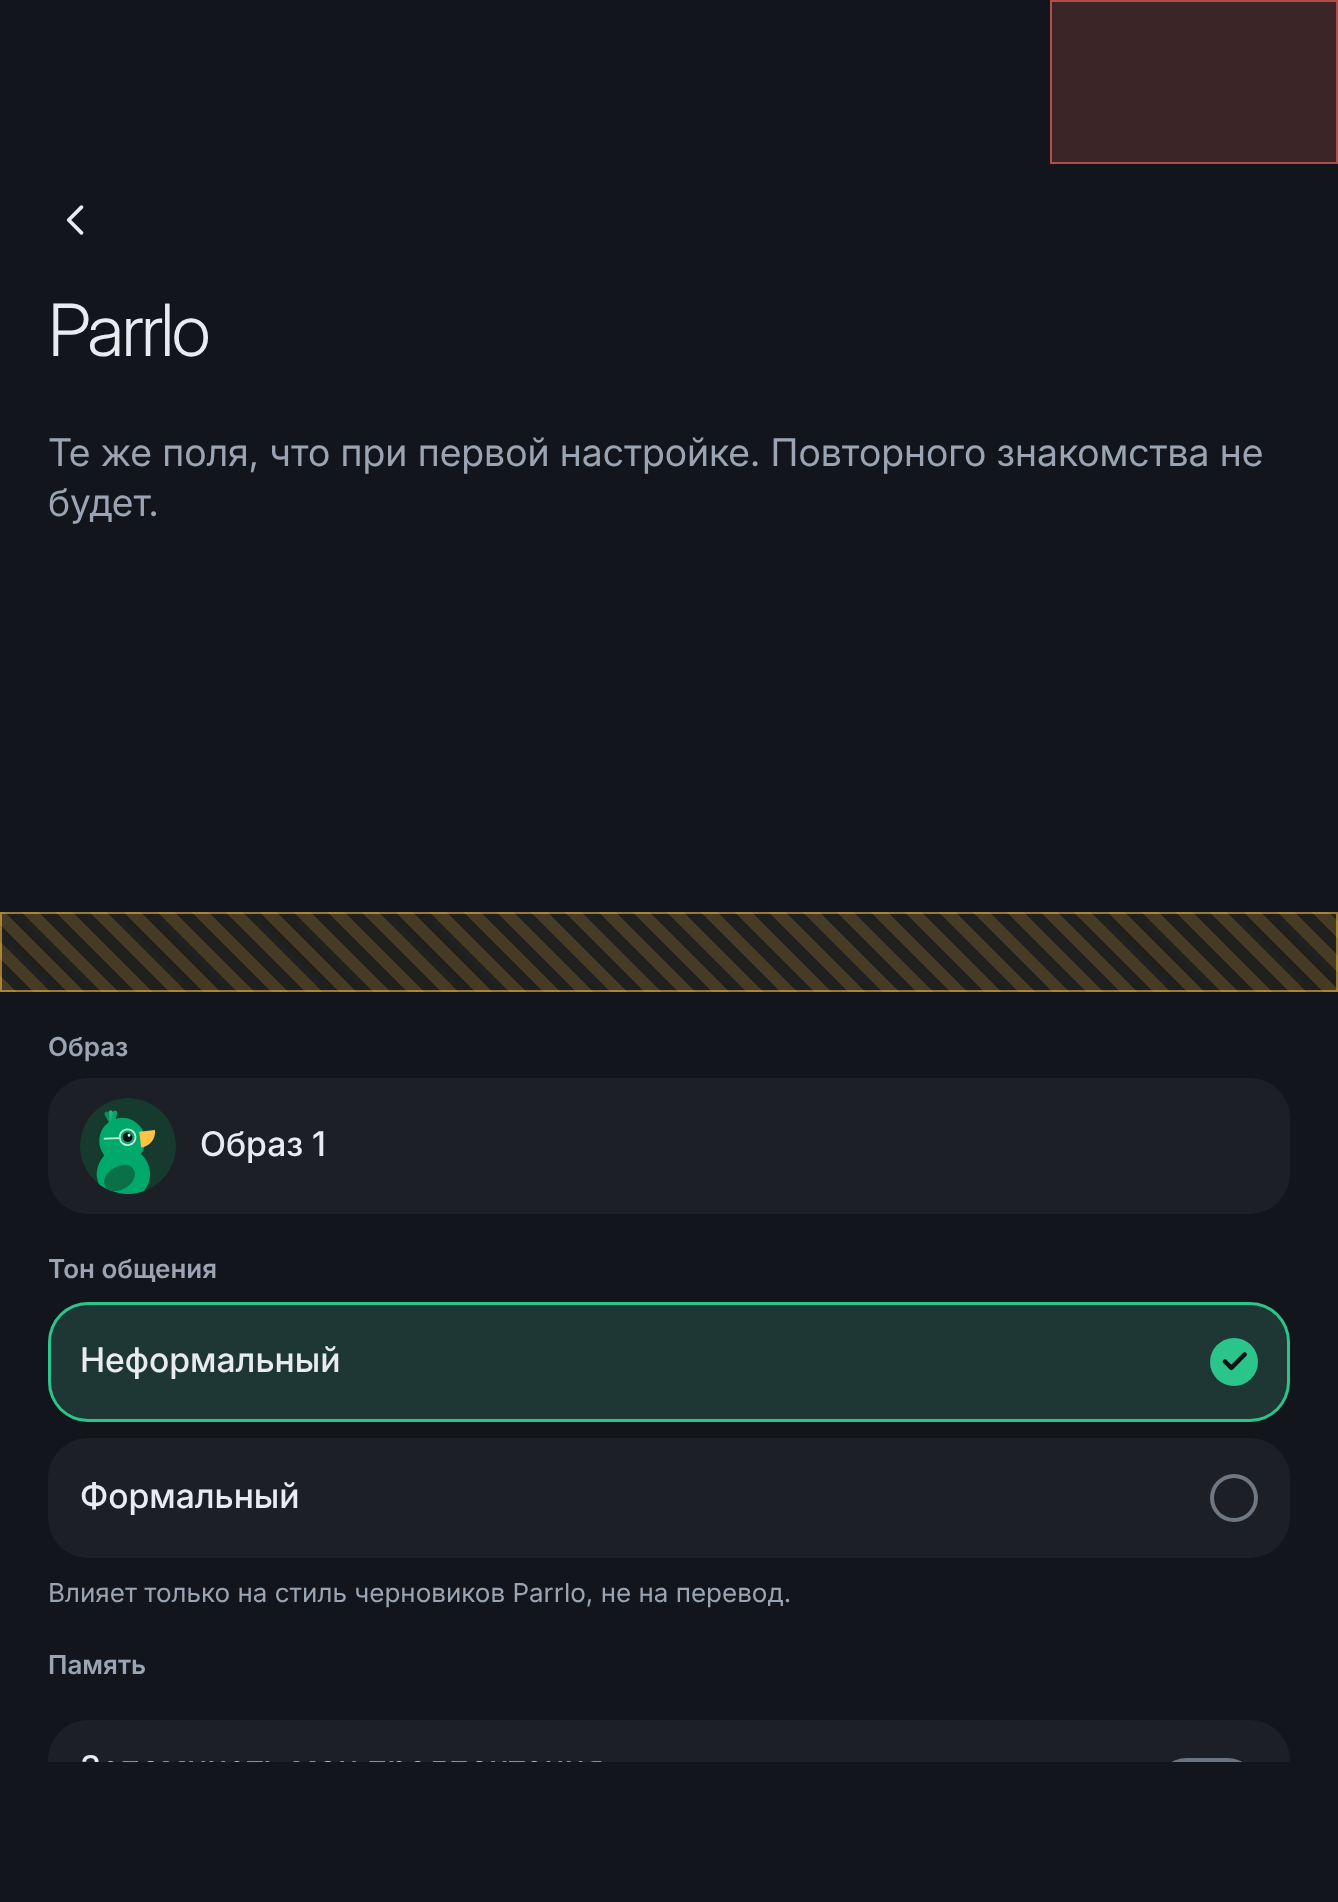 Parrlo
Те же поля, что при первой настройке. Повторного знакомства не
будет.
Образ
Образ 1
Тон общения
Неформальный
Формальный
Влияет только на стиль черновиков Parrlo, не на перевод.
Память